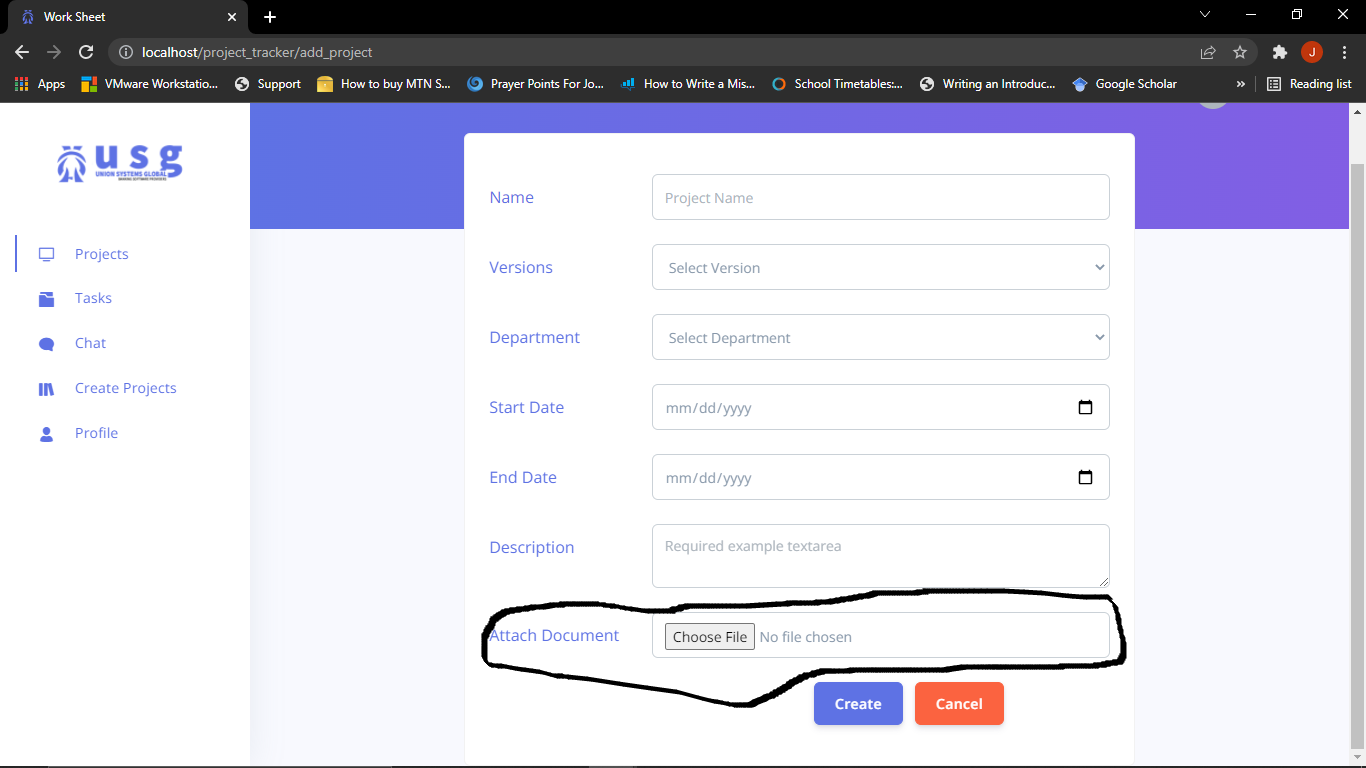 Work Sheet
localhost/project_tracker/add_project
J
Apps VMware Workstatio... Support How to buy MTN S... Prayer Points For Jo... How to Write a Mis... School Timetables:... Writing an Introduc... Google Scholar » Reading list
usg
UNION SYSTEMS GLOBAL
Projects
Tasks
Chat
Create Projects
Profile
Name Project Name
Versions Select Version
Department Select Department
Start Date mm/dd/yyyy
End Date mm/dd/yyyy
Description Required example textarea
Attach Document Choose File No file chosen
Create Cancel